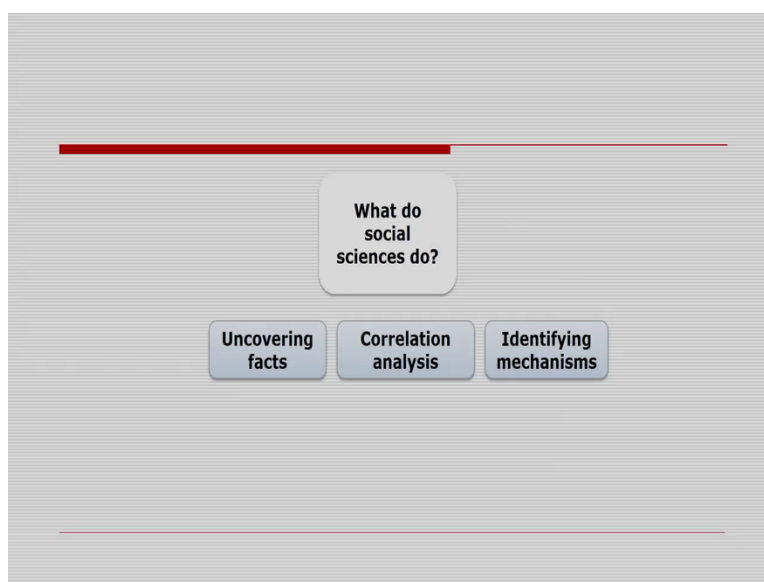 What do
social
sciences do?
Uncovering
facts
Correlation
analysis
Identifying
mechanisms